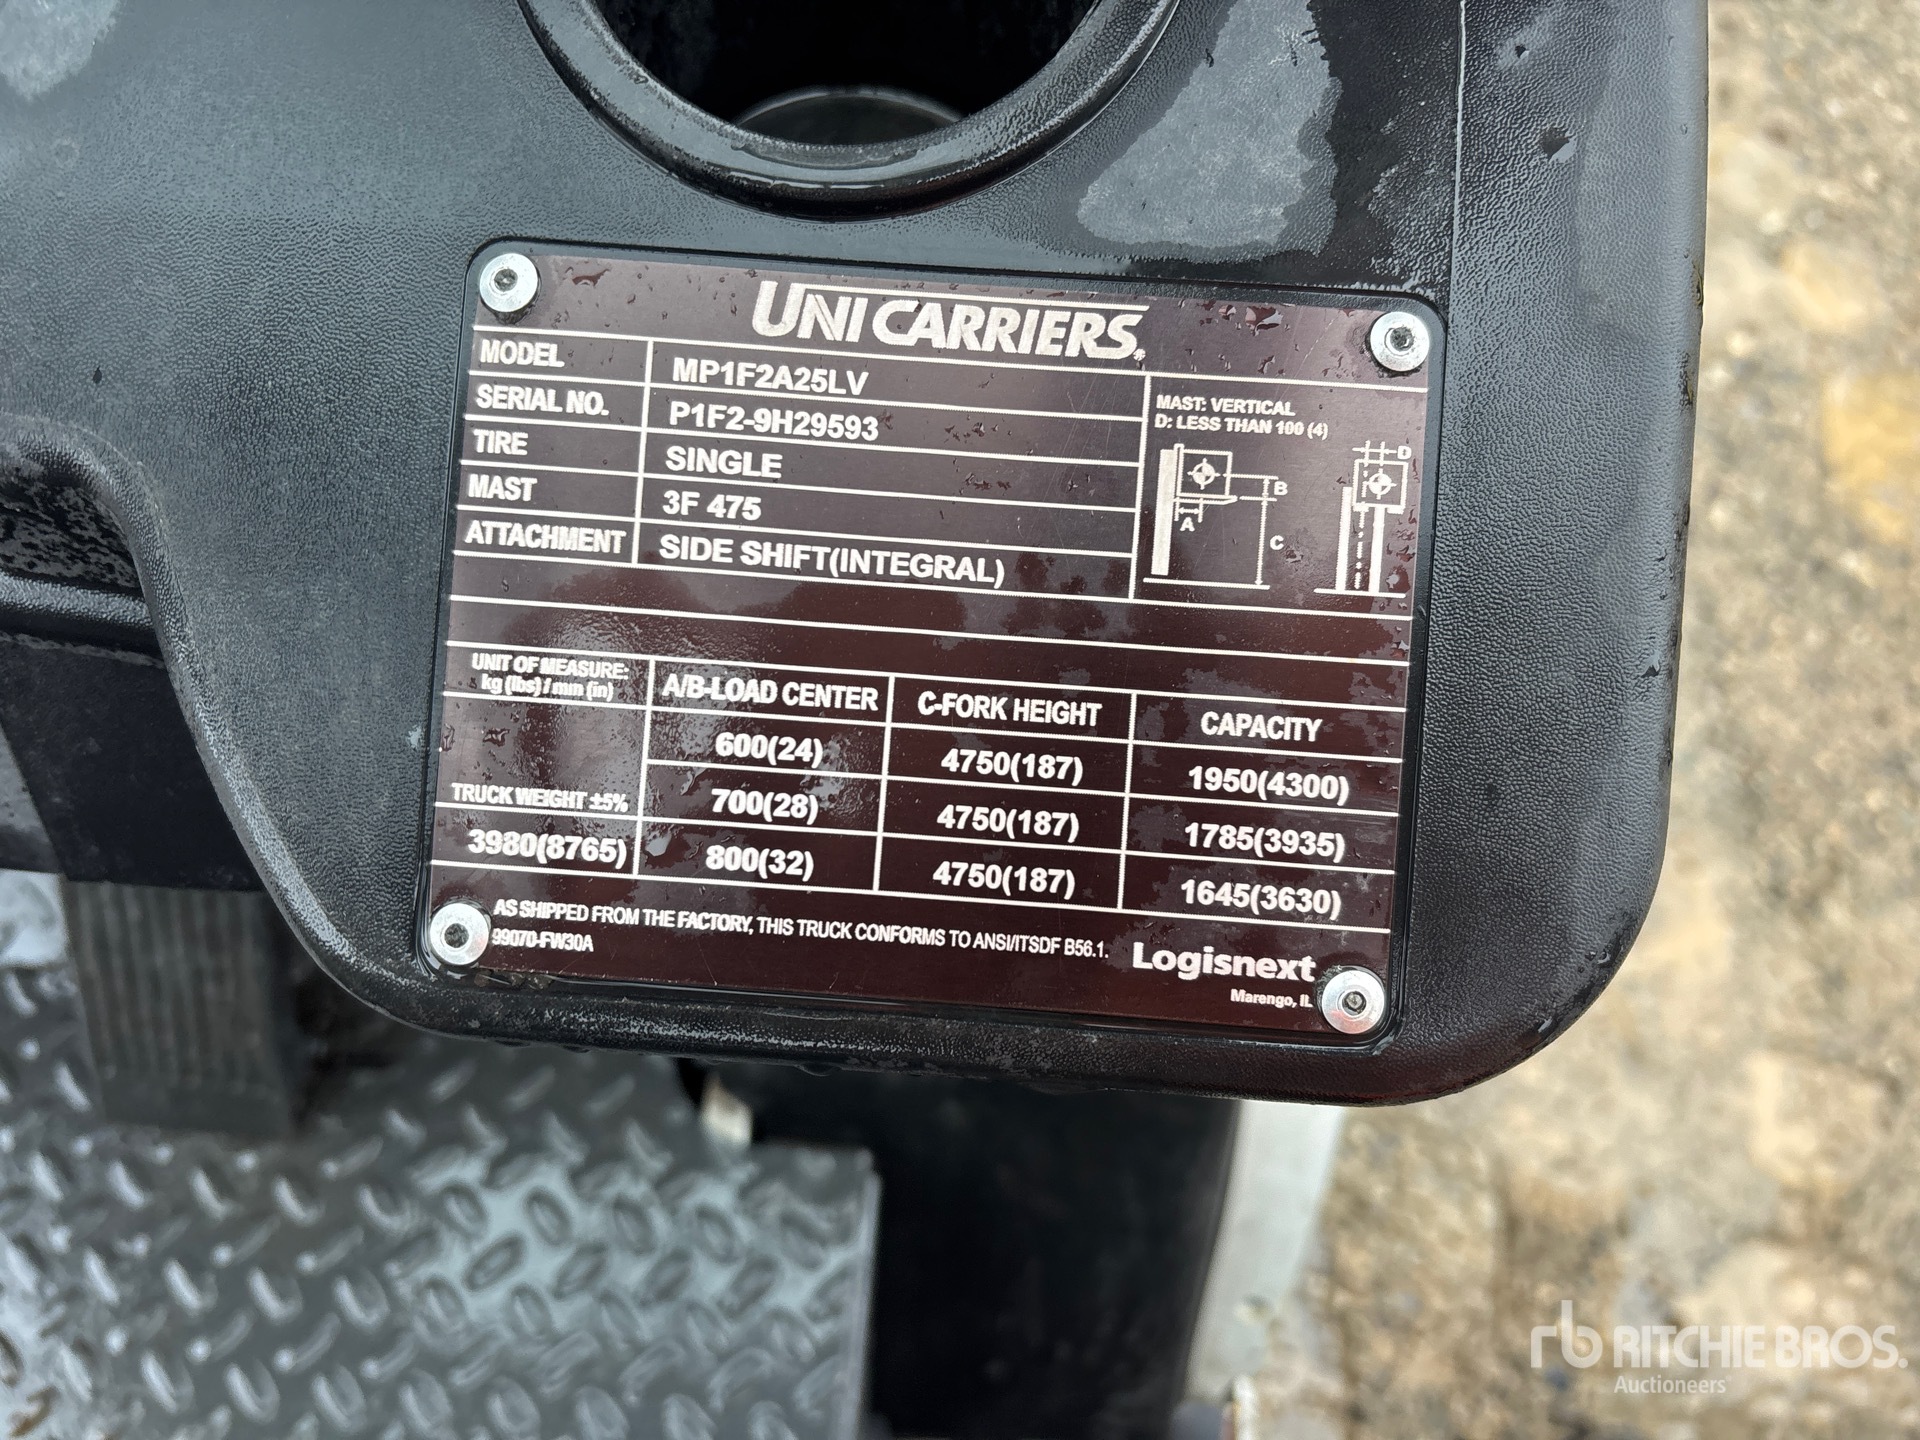 UNICARRIERS®
MODEL MP1F2A25LV
SERIAL NO. P1F2-9H29593
TIRE SINGLE
MAST 3F 475
ATTACHMENT SIDE SHIFT(INTEGRAL)
MAST: VERTICAL
D: LESS THAN 100 (4)
D
B
A
C
UNIT OF MEASURE:
kg (lbs) / mm (in)
A/B-LOAD CENTER C-FORK HEIGHT CAPACITY
600(24) 4750(187) 1950(4300)
TRUCK WEIGHT ±5% 700(28) 4750(187) 1785(3935)
3980(8765) 800(32) 4750(187) 1645(3630)
AS SHIPPED FROM THE FACTORY, THIS TRUCK CONFORMS TO ANSI/ITSDF B56.1.
99070-FW30A
Logisnext
Marengo, IL
rb RITCHIE BROS.
Auctioneers